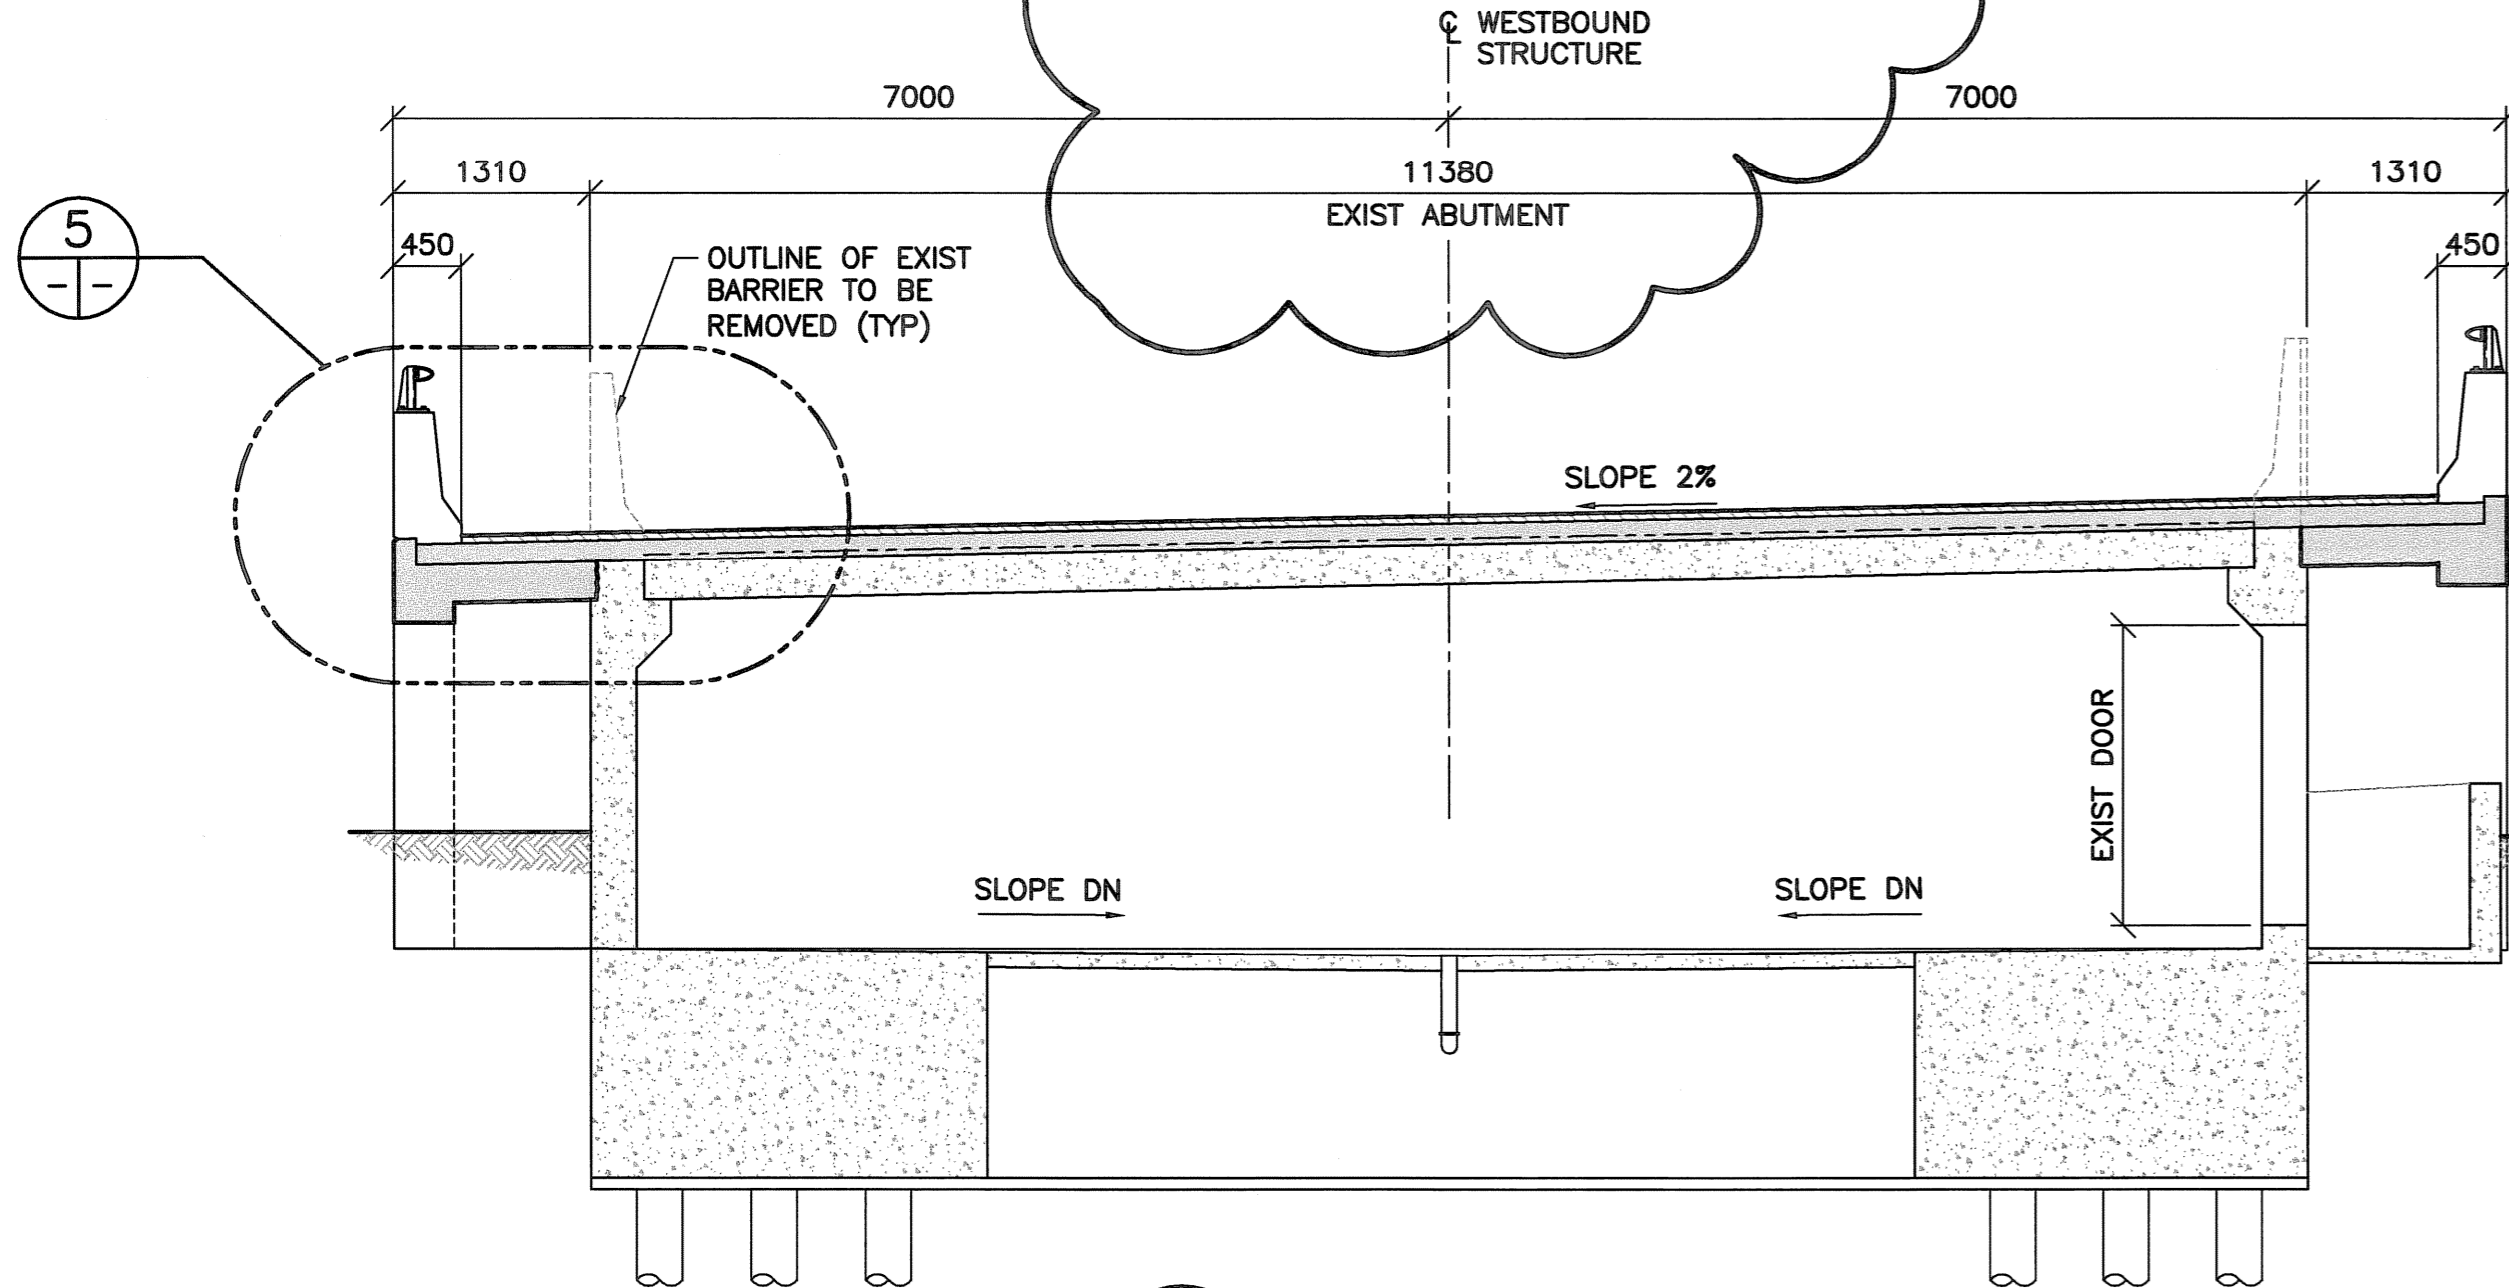 ℄ WESTBOUND
STRUCTURE
7000
7000
1310
11380
1310
EXIST ABUTMENT
5
450
450
- -
OUTLINE OF EXIST
BARRIER TO BE
REMOVED (TYP)
SLOPE 2%
EXIST DOOR
SLOPE DN
SLOPE DN